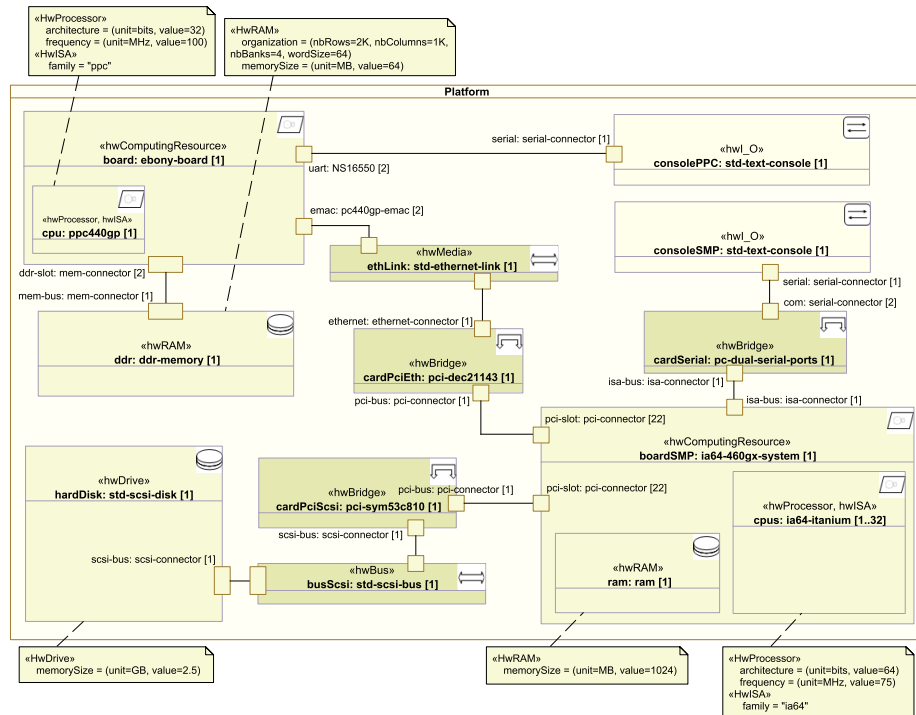 «HwProcessor»
architecture = (unit=bits, value=32)
frequency = (unit=MHz, value=100)
«HwISA»
family = "ppc"
«HwRAM»
organization = (nbRows=2K, nbColumns=1K,
nbBanks=4, wordSize=64)
memorySize = (unit=MB, value=64)
Platform
«hwComputingResource»
board: ebony-board [1]
serial: serial-connector [1]
uart: NS16550 [2]
«hwI_O»
consolePPC: std-text-console [1]
«hwProcessor, hwISA»
cpu: ppc440gp [1]
emac: pc440gp-emac [2]
«hwI_O»
consoleSMP: std-text-console [1]
«hwMedia»
ethLink: std-ethernet-link [1]
ddr-slot: mem-connector [2]
mem-bus: mem-connector [1]
serial: serial-connector [1]
com: serial-connector [2]
ethernet: ethernet-connector [1]
«hwRAM»
ddr: ddr-memory [1]
«hwBridge»
cardPciEth: pci-dec21143 [1]
«hwBridge»
cardSerial: pc-dual-serial-ports [1]
isa-bus: isa-connector [1]
pci-bus: pci-connector [1]
isa-bus: isa-connector [1]
pci-slot: pci-connector [22]
«hwComputingResource»
boardSMP: ia64-460gx-system [1]
«hwDrive»
hardDisk: std-scsi-disk [1]
«hwBridge»
pci-bus: pci-connector [1]
cardPciScsi: pci-sym53c810 [1]
pci-slot: pci-connector [22]
«hwProcessor, hwISA»
cpus: ia64-itanium [1..32]
scsi-bus: scsi-connector [1]
scsi-bus: scsi-connector [1]
«hwBus»
busScsi: std-scsi-bus [1]
«hwRAM»
ram: ram [1]
«HwDrive»
memorySize = (unit=GB, value=2.5)
«HwRAM»
memorySize = (unit=MB, value=1024)
«HwProcessor»
architecture = (unit=bits, value=64)
frequency = (unit=MHz, value=75)
«HwISA»
family = "ia64"